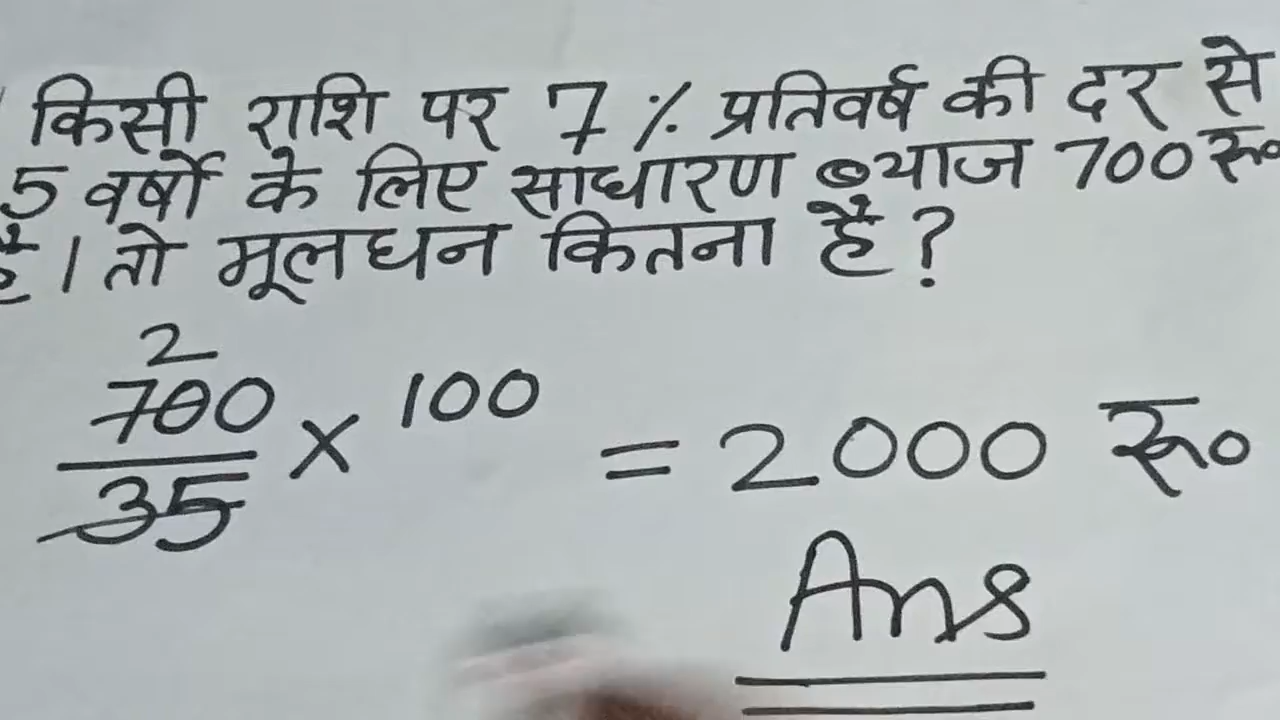 किसी राशि पर 7 % प्रतिवर्ष की दर से
5 वर्षों के लिए साधारण ब्याज 700 रू०
है । तो मूलधन कितना है ?
2
700
35
× 100 = 2000 रू०
Ans